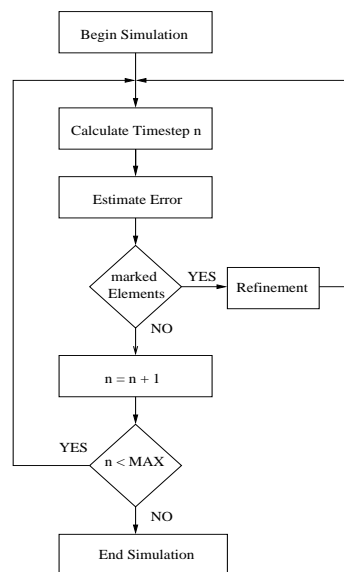 Begin Simulation
Calculate Timestep n
Estimate Error
marked
Elements
YES
Refinement
NO
n = n + 1
YES
n < MAX
NO
End Simulation